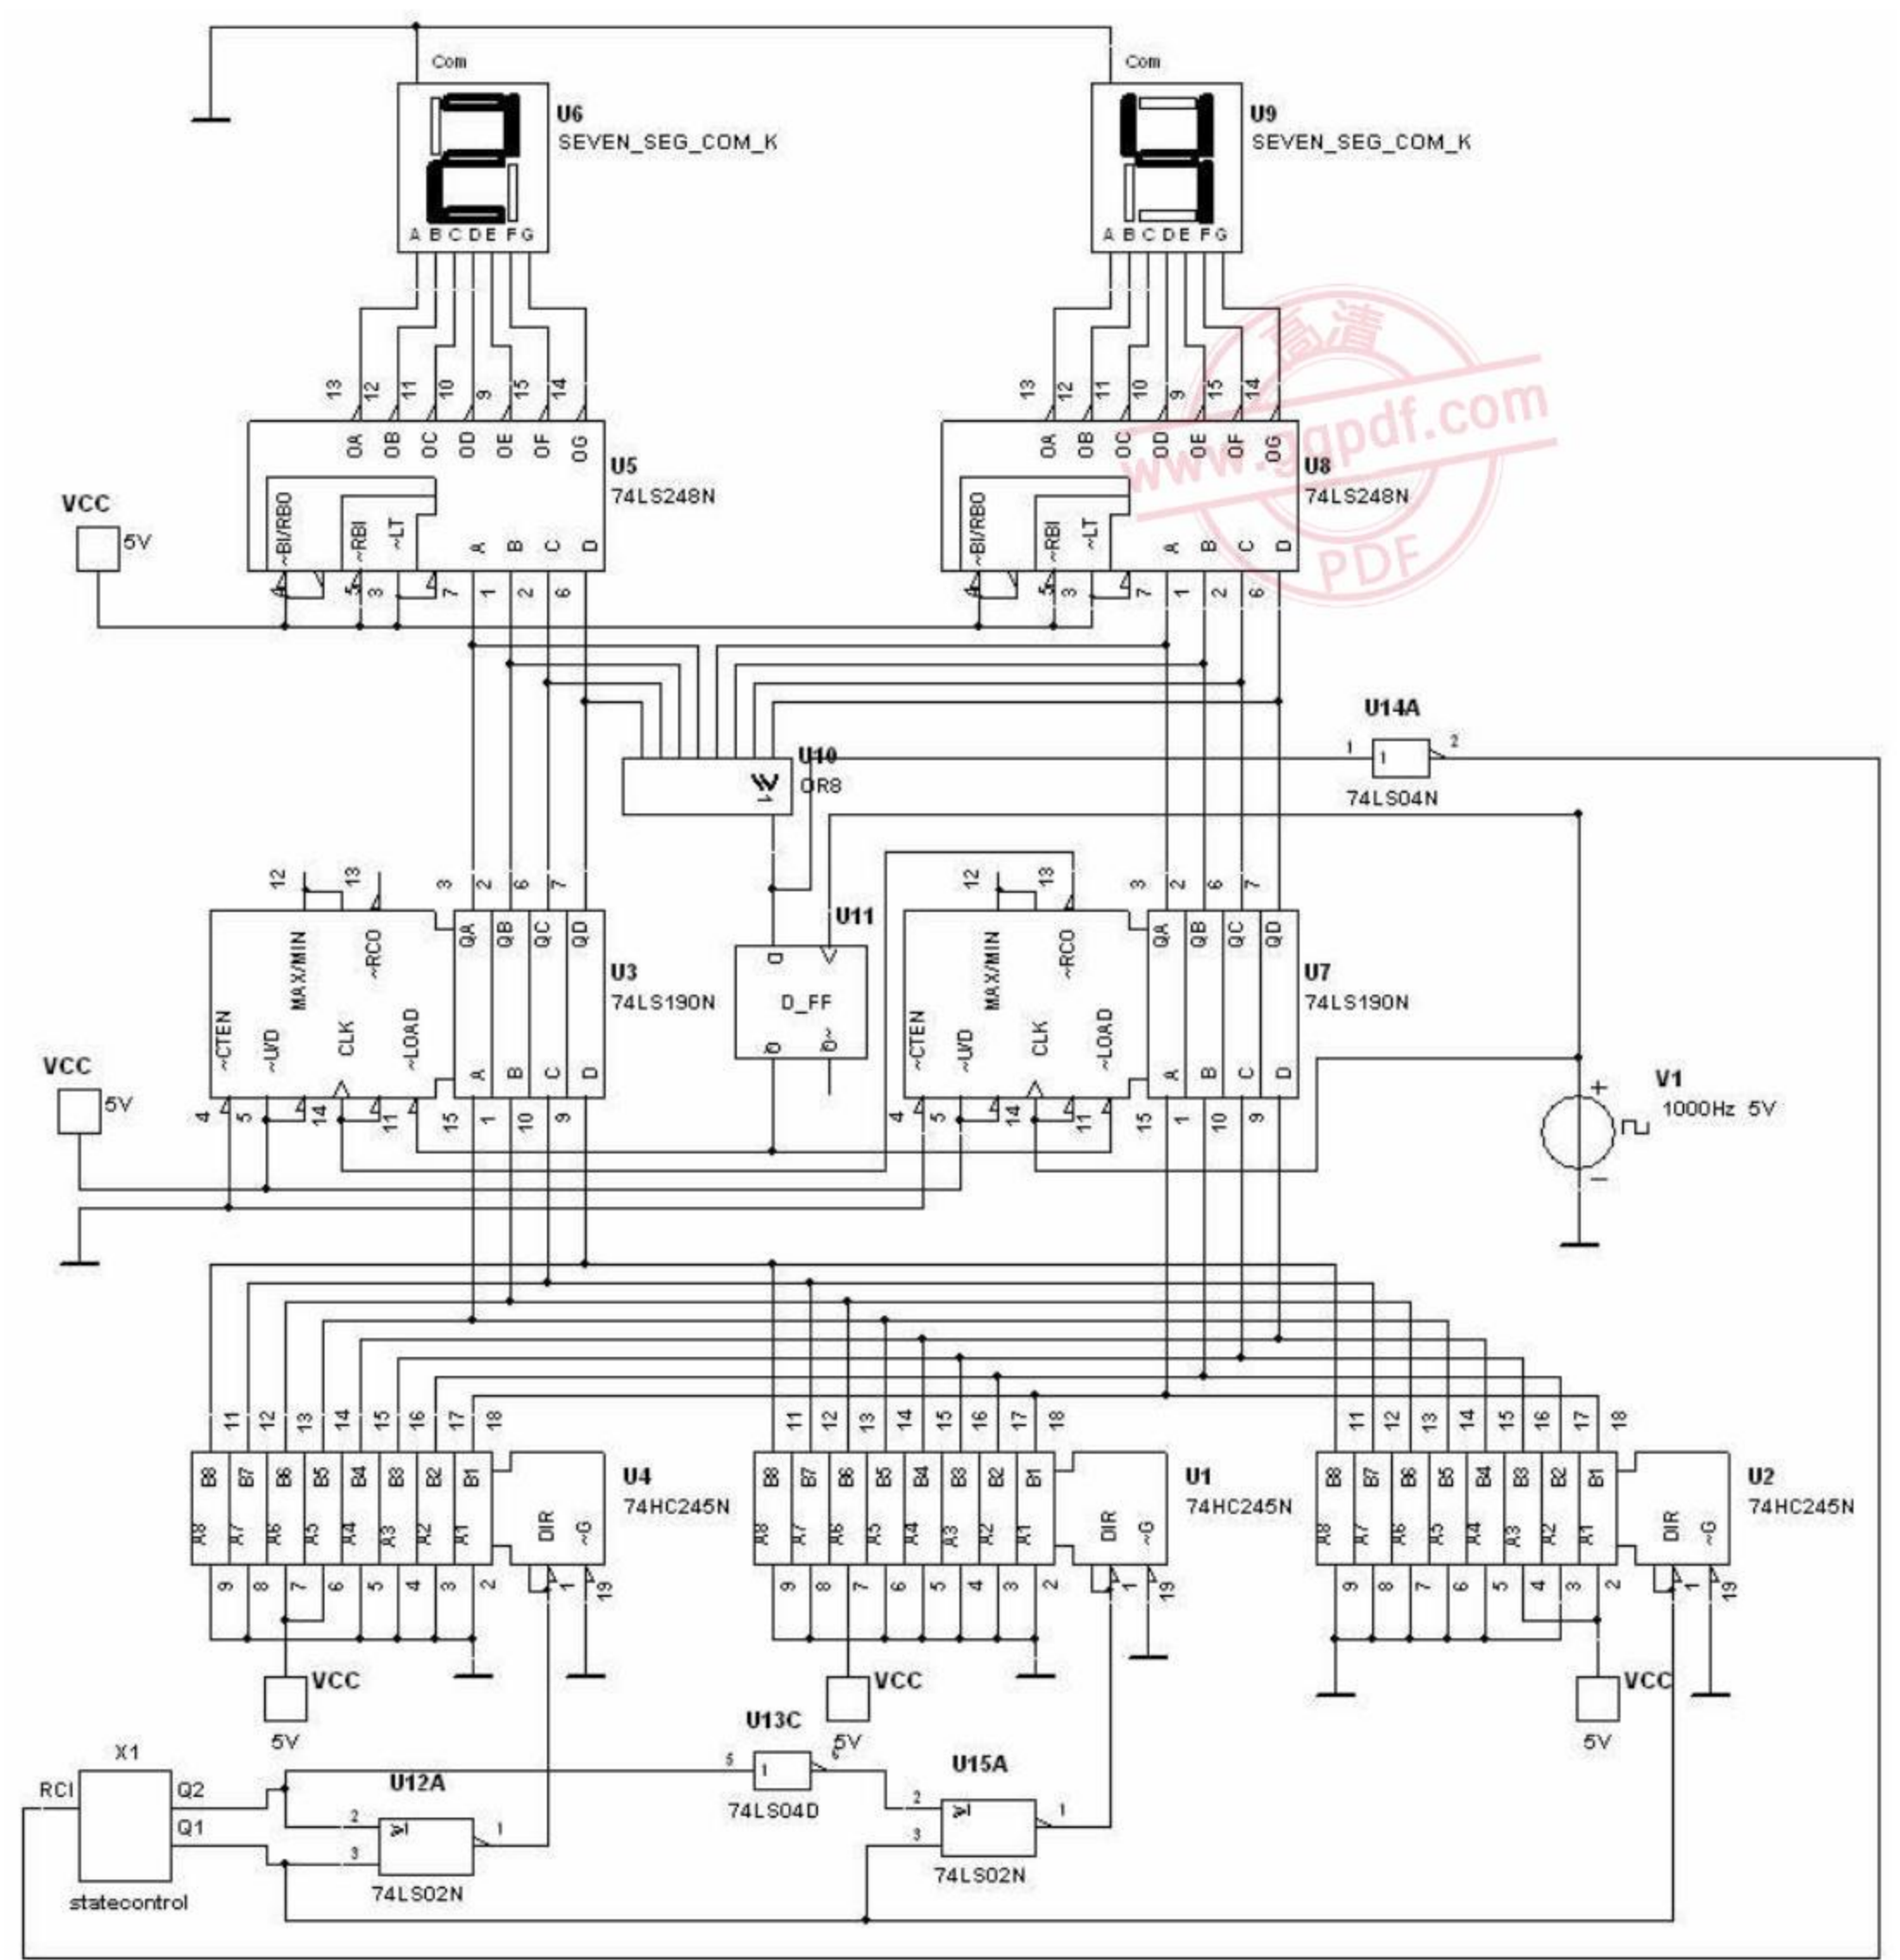 Com
Com
U6
SEVEN_SEG_COM_K
U9
SEVEN_SEG_COM_K
A B C D E F G
A B C D E F G
高清
www.gqpdf.com
PDF
13 12 11 10 9 15 14
13 12 11 10 9 15 14
OA OB OC OD OE OF OG
OA OB OC OD OE OF OG
U5
74LS248N
U8
74LS248N
VCC
5V
~BI/RBO ~RBI ~LT A B C D
~BI/RBO ~RBI ~LT A B C D
4 5 3 7 1 2 6
4 5 3 7 1 2 6
U14A
1 1 2
74LS04N
U10
OR8
≥1
12 13 3 2 6 7
12 13 3 2 6 7
U11
MAX/MIN ~RCO QA QB QC QD
MAX/MIN ~RCO QA QB QC QD
U3
74LS190N
U7
74LS190N
D
D_FF
Q ~Q
~CTEN ~U/D CLK ~LOAD A B C D
~CTEN ~U/D CLK ~LOAD A B C D
VCC
5V
4 5 14 11 15 1 10 9
4 5 14 11 15 1 10 9
V1
1000Hz 5V
+
−
11 12 13 14 15 16 17 18
11 12 13 14 15 16 17 18
11 12 13 14 15 16 17 18
B8 B7 B6 B5 B4 B3 B2 B1
B8 B7 B6 B5 B4 B3 B2 B1
B8 B7 B6 B5 B4 B3 B2 B1
U4
74HC245N
U1
74HC245N
U2
74HC245N
A8 A7 A6 A5 A4 A3 A2 A1 DIR ~G
A8 A7 A6 A5 A4 A3 A2 A1 DIR ~G
A8 A7 A6 A5 A4 A3 A2 A1 DIR ~G
9 8 7 6 5 4 3 2 1 19
9 8 7 6 5 4 3 2 1 19
9 8 7 6 5 4 3 2 1 19
VCC
5V
VCC
5V
VCC
5V
U13C
5 1 6
74LS04D
X1
RCI
Q2
Q1
statecontrol
U12A
2
3
≥1
1
74LS02N
U15A
2
3
≥1
1
74LS02N